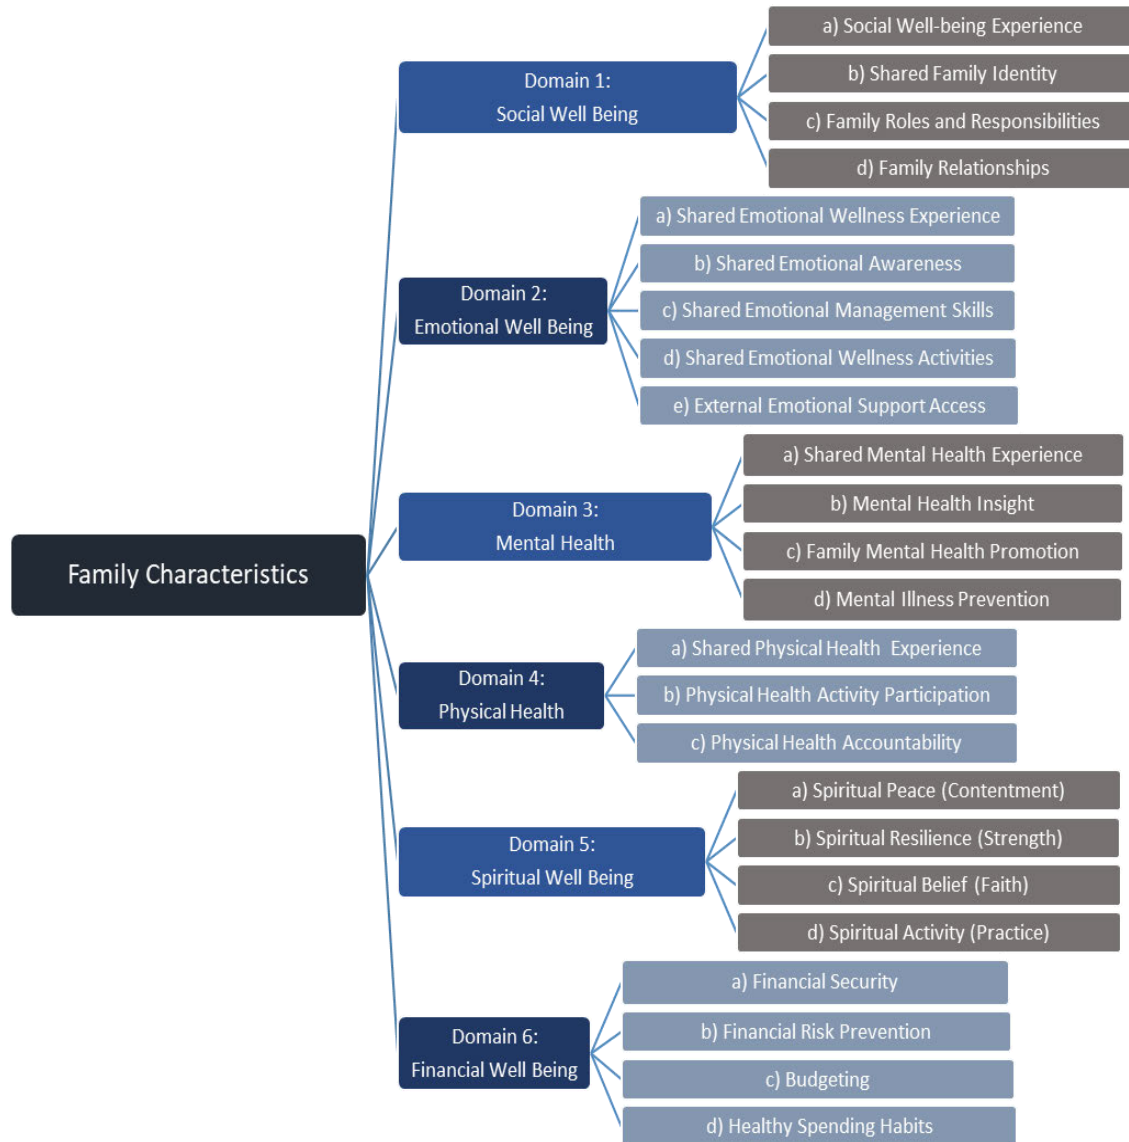 Family Characteristics
Domain 1:
Social Well Being
a) Social Well-being Experience
b) Shared Family Identity
c) Family Roles and Responsibilities
d) Family Relationships
Domain 2:
Emotional Well Being
a) Shared Emotional Wellness Experience
b) Shared Emotional Awareness
c) Shared Emotional Management Skills
d) Shared Emotional Wellness Activities
e) External Emotional Support Access
Domain 3:
Mental Health
a) Shared Mental Health Experience
b) Mental Health Insight
c) Family Mental Health Promotion
d) Mental Illness Prevention
Domain 4:
Physical Health
a) Shared Physical Health Experience
b) Physical Health Activity Participation
c) Physical Health Accountability
Domain 5:
Spiritual Well Being
a) Spiritual Peace (Contentment)
b) Spiritual Resilience (Strength)
c) Spiritual Belief (Faith)
d) Spiritual Activity (Practice)
Domain 6:
Financial Well Being
a) Financial Security
b) Financial Risk Prevention
c) Budgeting
d) Healthy Spending Habits